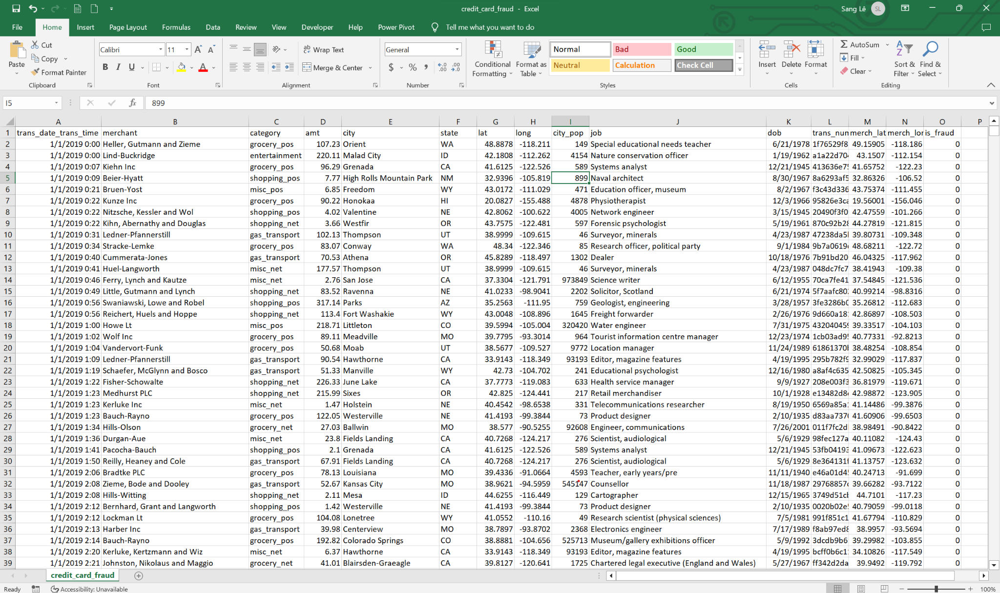 credit_card_fraud - Excel
Sang Lê SL
File Home Insert Page Layout Formulas Data Review View Developer Help Power Pivot Tell me what you want to do
Cut
Copy
Format Painter
Paste
Clipboard
Calibri 11
B I U
Font
Wrap Text
Merge & Center
Alignment
General
$ % ,
Number
Conditional Formatting
Format as Table
Normal Bad Good
Neutral Calculation Check Cell
Styles
Insert Delete Format
Cells
AutoSum
Fill
Clear
Sort & Filter
Find & Select
Editing
I5 fx 899
A B C D E F G H I J K L M N O P
1 trans_date_trans_time merchant category amt city state lat long city_pop job dob trans_num merch_lat merch_lon is_fraud
2 1/1/2019 0:00 Heller, Gutmann and Zieme grocery_pos 107.23 Orient WA 48.8878 -118.211 149 Special educational needs teacher 6/21/1978 1f76529f8 49.15905 -118.186 0
3 1/1/2019 0:00 Lind-Buckridge entertainment 220.11 Malad City ID 42.1808 -112.262 4154 Nature conservation officer 1/19/1962 a1a22d70 43.1507 -112.154 0
4 1/1/2019 0:07 Kiehn Inc grocery_pos 96.29 Grenada CA 41.6125 -122.526 589 Systems analyst 12/21/1945 413636e7 41.65752 -122.23 0
5 1/1/2019 0:09 Beier-Hyatt shopping_pos 7.77 High Rolls Mountain Park NM 32.9396 -105.819 899 Naval architect 8/30/1967 8a6293af5 32.86326 -106.52 0
6 1/1/2019 0:21 Bruen-Yost misc_pos 6.85 Freedom WY 43.0172 -111.029 471 Education officer, museum 8/2/1967 f3c43d336 43.75374 -111.455 0
7 1/1/2019 0:22 Kunze Inc grocery_pos 90.22 Honokaa HI 20.0827 -155.488 4878 Physiotherapist 12/3/1966 95826e3c 19.56001 -156.046 0
8 1/1/2019 0:22 Nitzsche, Kessler and Wol shopping_pos 4.02 Valentine NE 42.8062 -100.622 4005 Network engineer 3/15/1945 20490f3f0 42.47559 -101.266 0
9 1/1/2019 0:22 Kihn, Abernathy and Douglas shopping_net 3.66 Westfir OR 43.7575 -122.481 597 Forensic psychologist 5/19/1961 870c92b2 44.27819 -121.815 0
10 1/1/2019 0:31 Ledner-Pfannerstill gas_transport 102.13 Thompson UT 38.9999 -109.615 46 Surveyor, minerals 4/23/1987 47238da5 39.80731 -109.348 0
11 1/1/2019 0:34 Stracke-Lemke grocery_pos 83.07 Conway WA 48.34 -122.346 85 Research officer, political party 9/1/1984 9b7a0619 48.68211 -122.72 0
12 1/1/2019 0:40 Cummerata-Jones gas_transport 70.53 Athena OR 45.8289 -118.497 1302 Dealer 10/18/1976 7b91bd20 46.04325 -117.962 0
13 1/1/2019 0:41 Huel-Langworth misc_net 177.57 Thompson UT 38.9999 -109.615 46 Surveyor, minerals 4/23/1987 048dc7fc7 38.41943 -109.38 0
14 1/1/2019 0:46 Ferry, Lynch and Kautze misc_net 2.76 San Jose CA 37.3304 -121.791 973849 Science writer 6/12/1955 70ca7fe41 37.54845 -121.536 0
15 1/1/2019 0:49 Little, Gutmann and Lynch shopping_net 83.52 Ravenna NE 41.0233 -98.9041 2202 Solicitor, Scotland 6/21/1974 5f7aafc80 40.99214 -98.8316 0
16 1/1/2019 0:56 Swaniawski, Lowe and Robel shopping_pos 317.14 Parks AZ 35.2563 -111.95 759 Geologist, engineering 3/28/1957 3fe3286b 35.26812 -112.683 0
17 1/1/2019 0:56 Reichert, Huels and Hoppe shopping_net 113.4 Fort Washakie WY 43.0048 -108.896 1645 Freight forwarder 2/26/1976 9d660a18 42.86897 -108.503 0
18 1/1/2019 1:00 Howe Lt misc_pos 218.71 Littleton CO 39.5994 -105.004 320420 Water engineer 7/31/1975 43204045 39.33517 -104.103 0
19 1/1/2019 1:02 Wolf Inc grocery_pos 89.11 Meadville MO 39.7795 -93.3014 964 Tourist information centre manager 12/23/1974 1cb03ad9 40.77331 -92.8213 0
20 1/1/2019 1:04 Vandervort-Funk grocery_pos 50.68 Moab UT 38.5677 -109.527 9772 Location manager 11/24/1989 61861370 38.48254 -108.854 0
21 1/1/2019 1:09 Ledner-Pfannerstill gas_transport 90.54 Hawthorne CA 33.9143 -118.349 93193 Editor, magazine features 4/19/1995 295b782f 32.99029 -117.837 0
22 1/1/2019 1:19 Schaefer, McGlynn and Bosco gas_transport 51.33 Manville WY 42.73 -104.702 241 Educational psychologist 12/16/1980 a8af4c635 42.50825 -105.345 0
23 1/1/2019 1:22 Fisher-Schowalte shopping_net 226.33 June Lake CA 37.7773 -119.083 633 Health service manager 9/9/1927 208e003f3 36.81979 -119.671 0
24 1/1/2019 1:23 Medhurst PLC shopping_net 215.99 Sixes OR 42.825 -124.441 217 Retail merchandiser 10/1/1928 e13482d8 42.98872 -123.905 0
25 1/1/2019 1:23 Kerluke Inc misc_net 1.47 Holstein NE 40.4542 -98.6538 331 Telecommunications researcher 8/19/1950 6569a85a 41.14486 -99.3876 0
26 1/1/2019 1:23 Bauch-Rayno grocery_pos 122.05 Westerville NE 41.4193 -99.3844 73 Product designer 2/10/1935 d83aa737 41.60906 -99.6503 0
27 1/1/2019 1:34 Hills-Olson grocery_net 27.03 Ballwin MO 38.577 -90.5255 92608 Engineer, communications 7/26/2001 011f7fc2d 38.98491 -90.8422 0
28 1/1/2019 1:36 Durgan-Aue misc_net 23.8 Fields Landing CA 40.7268 -124.217 276 Scientist, audiological 5/6/1929 98fec127a 40.11082 -124.43 0
29 1/1/2019 1:41 Pacocha-Bauch shopping_pos 2.1 Grenada CA 41.6125 -122.526 589 Systems analyst 12/21/1945 53fb04193 41.09673 -122.623 0
30 1/1/2019 1:50 Reilly, Heaney and Cole gas_transport 67.91 Fields Landing CA 40.7268 -124.217 276 Scientist, audiological 5/6/1929 8e364131 41.13757 -123.632 0
31 1/1/2019 2:06 Bradtke PLC grocery_pos 78.13 Louisiana MO 39.4336 -91.0664 4593 Teacher, early years/pre 11/11/1940 e46a01d4 40.24713 -91.699 0
32 1/1/2019 2:08 Zieme, Bode and Dooley gas_transport 52.67 Kansas City MO 38.9621 -94.5959 545147 Counsellor 11/18/1987 29768857 39.66282 -93.7122 0
33 1/1/2019 2:08 Hills-Witting shopping_net 2.11 Mesa ID 44.6255 -116.449 129 Cartographer 12/15/1965 3749d51c 44.7101 -117.23 0
34 1/1/2019 2:12 Bernhard, Grant and Langworth shopping_pos 1.42 Westerville NE 41.4193 -99.3844 73 Product designer 2/10/1935 0020b02e 40.79059 -99.0118 0
35 1/1/2019 2:12 Lockman Lt grocery_pos 104.08 Lonetree WY 41.0552 -110.16 49 Research scientist (physical sciences) 7/5/1981 991f851c1 41.67794 -110.829 0
36 1/1/2019 2:13 Harber Inc gas_transport 39.98 Centerview MO 38.7897 -93.8702 2368 Electronics engineer 7/17/1989 f8ab97ed 38.9957 -93.5694 0
37 1/1/2019 2:14 Bauch-Rayno grocery_pos 192.82 Colorado Springs CO 38.8881 -104.656 525713 Museum/gallery exhibitions officer 5/9/1992 3dcdb9b6 39.29982 -103.855 0
38 1/1/2019 2:20 Kerluke, Kertzmann and Wiz misc_net 6.37 Hawthorne CA 33.9143 -118.349 93193 Editor, magazine features 4/19/1995 bcff0b6c1 34.10826 -117.549 0
39 1/1/2019 2:21 Johnston, Nikolaus and Maggio grocery_net 41.01 Blairsden-Graeagle CA 39.8127 -120.641 1725 Chartered legal executive (England and Wales) 5/27/1967 ff342d2da 39.9492 -119.792 0
credit_card_fraud
Ready Accessibility: Unavailable 100%